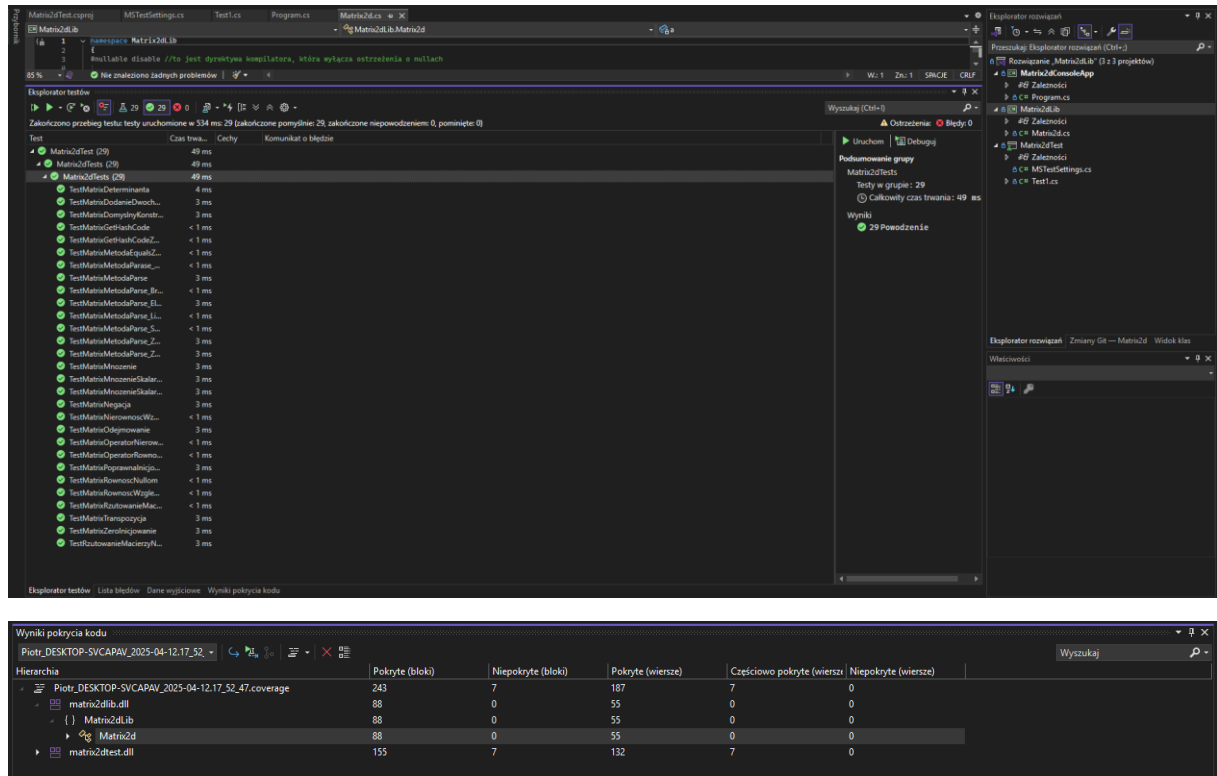 Matrix2dTest.csproj MSTestSettings.cs Test1.cs Program.cs Matrix2d.cs
Przybornik
Matrix2dLib Matrix2dLib.Matrix2d a
1 namespace Matrix2dLib
2 {
3 #nullable disable //to jest dyrektywa kompilatora, która wyłącza ostrzeżenia o nullach
85 % Nie znaleziono żadnych problemów W.: 1 Zn.: 1 SPACJE CRLF
Eksplorator testów
29 29 0 Wyszukaj (Ctrl+I)
Zakończono przebieg testu: testy uruchomione w 534 ms: 29 (zakończone pomyślnie: 29, zakończone niepowodzeniem: 0, pominięte: 0) Ostrzeżenia: Błędy: 0
Test Czas trwa... Cechy Komunikat o błędzie
Matrix2dTest (29) 49 ms
Matrix2dTests (29) 49 ms
Matrix2dTests (29) 49 ms
TestMatrixDeterminanta 4 ms
TestMatrixDodanieDwoch... 3 ms
TestMatrixDomyslnyKonstr... 3 ms
TestMatrixGetHashCode < 1 ms
TestMatrixGetHashCodeZ... < 1 ms
TestMatrixMetodaEqualsZ... < 1 ms
TestMatrixMetodaParase_... < 1 ms
TestMatrixMetodaParse 3 ms
TestMatrixMetodaParse_Br... < 1 ms
TestMatrixMetodaParse_El... 3 ms
TestMatrixMetodaParse_Li... < 1 ms
TestMatrixMetodaParse_S... < 1 ms
TestMatrixMetodaParse_Z... 3 ms
TestMatrixMetodaParse_Z... 3 ms
TestMatrixMnozenie 3 ms
TestMatrixMnozenieSkalar... 3 ms
TestMatrixMnozenieSkalar... 3 ms
TestMatrixNegacja 3 ms
TestMatrixNierownoscWz... < 1 ms
TestMatrixOdejmowanie 3 ms
TestMatrixOperatorNierow... < 1 ms
TestMatrixOperatorRowno... < 1 ms
TestMatrixPoprawnaInicjo... 3 ms
TestMatrixRownoscNullom < 1 ms
TestMatrixRownoscWzgle... < 1 ms
TestMatrixRzutowanieMac... < 1 ms
TestMatrixTranspozycja 3 ms
TestMatrixZeroInicjowanie 3 ms
TestRzutowanieMacierzyN... 3 ms
Uruchom Debuguj
Podsumowanie grupy
Matrix2dTests
Testy w grupie: 29
Całkowity czas trwania: 49 ms
Wyniki
29 Powodzenie
Eksplorator testów Lista błędów Dane wyjściowe Wyniki pokrycia kodu
Eksplorator rozwiązań
Przeszukaj: Eksplorator rozwiązań (Ctrl+;)
Rozwiązanie „Matrix2dLib" (3 z 3 projektów)
Matrix2dConsoleApp
Zależności
C# Program.cs
Matrix2dLib
Zależności
C# Matrix2d.cs
Matrix2dTest
Zależności
C# MSTestSettings.cs
C# Test1.cs
Eksplorator rozwiązań Zmiany Git — Matrix2d Widok klas
Właściwości
Wyniki pokrycia kodu
Piotr_DESKTOP-SVCAPAV_2025-04-12.17_52_ Wyszukaj
Hierarchia Pokryte (bloki) Niepokryte (bloki) Pokryte (wiersze) Częściowo pokryte (wiersze Niepokryte (wiersze)
Piotr_DESKTOP-SVCAPAV_2025-04-12.17_52_47.coverage 243 7 187 7 0
matrix2dlib.dll 88 0 55 0 0
{ } Matrix2dLib 88 0 55 0 0
Matrix2d 88 0 55 0 0
matrix2dtest.dll 155 7 132 7 0